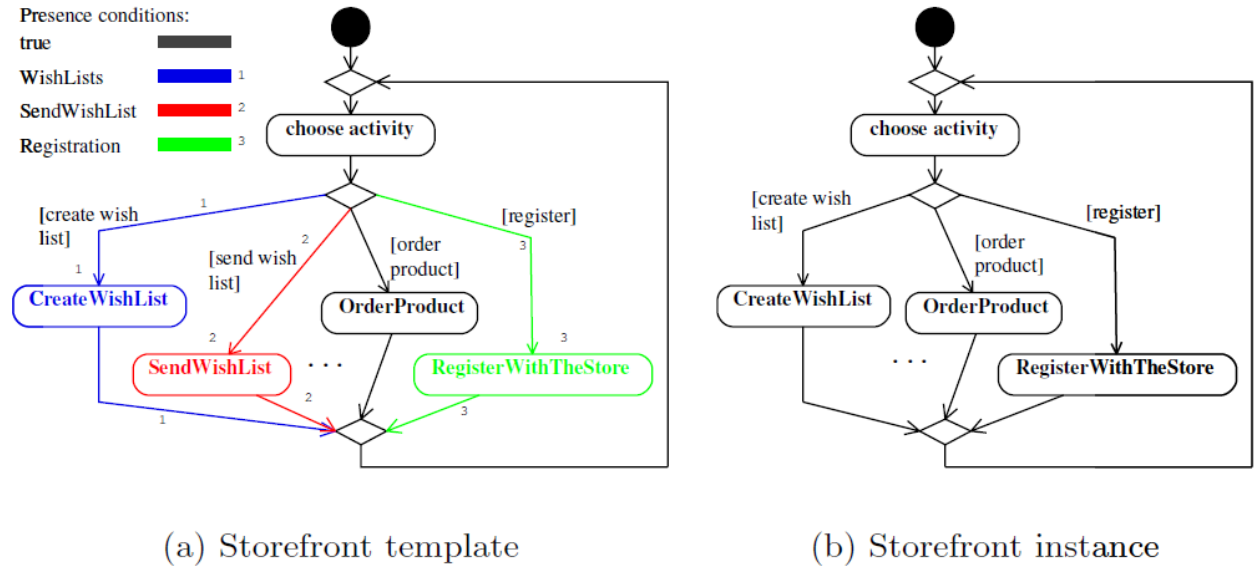 Presence conditions:
true
WishLists 1
SendWishList 2
Registration 3
choose activity
[create wish
list]
1
1
[send wish
list]
2
[order
product]
[register]
3
CreateWishList
OrderProduct
2
3
SendWishList
. . .
RegisterWithTheStore
1
2
3
(a) Storefront template
choose activity
[create wish
list]
[order
product]
[register]
CreateWishList
OrderProduct
. . .
RegisterWithTheStore
(b) Storefront instance